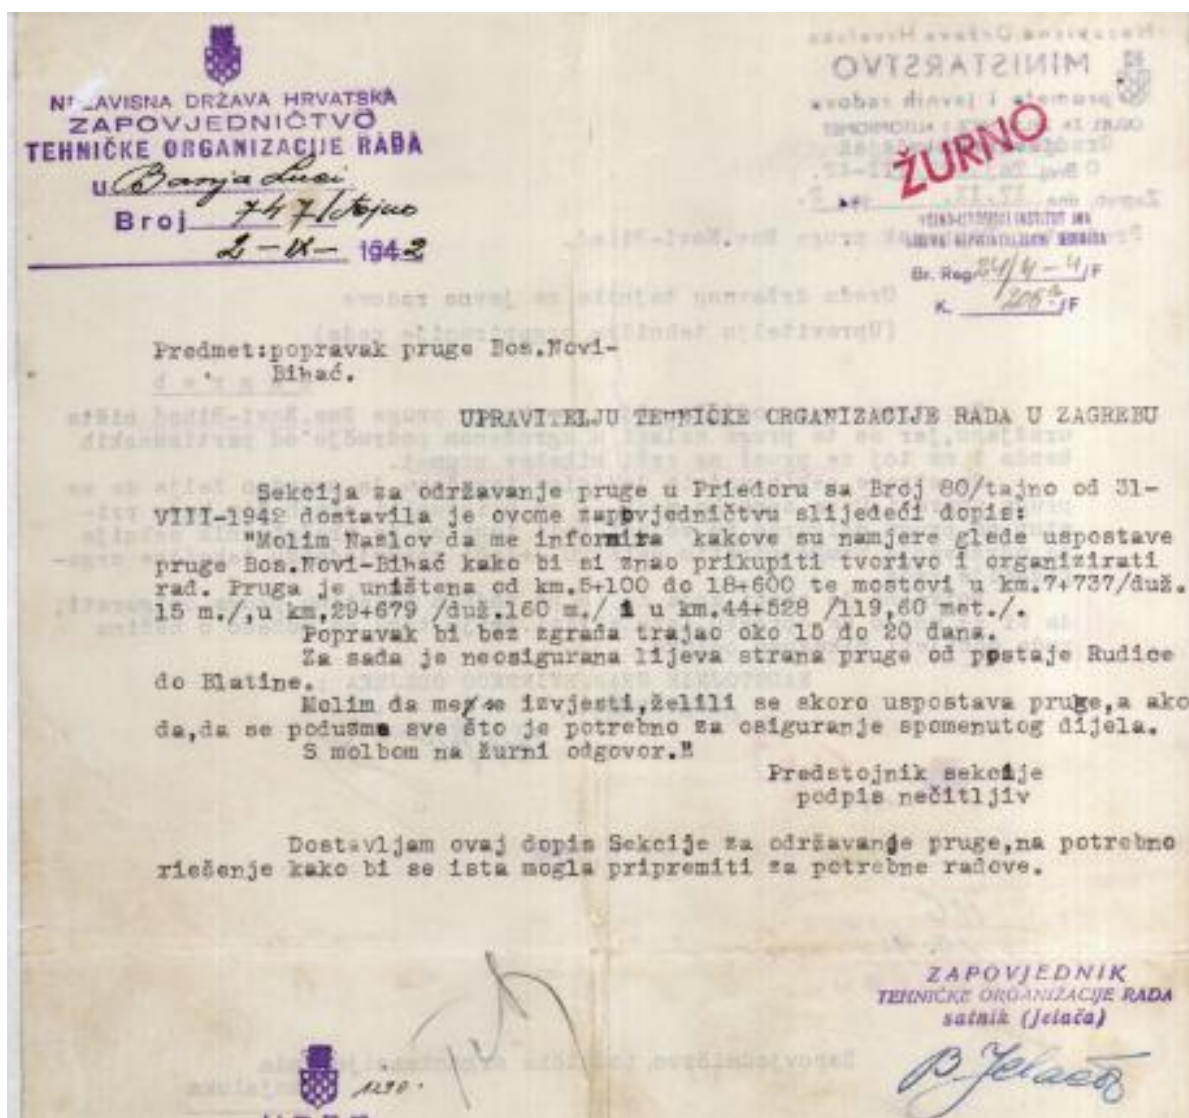 NEZAVISNA DRŽAVA HRVATSKA
ZAPOVJEDNIČTVO
TEHNIČKE ORGANIZACIJE RADA
u Banja Luci
Broj 747/tajno
2-IX- 1942
ŽURNO
Br. Reg. 24/4-4/F
K. /F
Predmet:popravak pruge Bos.Novi-
Bihać.
UPRAVITELJU TEHNIČKE ORGANIZACIJE RADA U ZAGREBU
Sekcija za održavanje pruge u Priedoru sa Broj 80/tajno od 31-
VIII-1942 dostavila je ovome zapovjedničtvu slijedeći dopis:
"Molim Naslov da me informira kakove su namjere glede uspostave
pruge Bos.Novi-Bihać kako bi si znao prikupiti tvorivo i organizirati
rad. Pruga je uništena od km.5+100 do 18+600 te mostovi u km.7+737/duž.
15 m./,u km,29+679 /duž.160 m./ i u km.44+528 /119,60 met./.
Popravak bi bez zgrada trajao oko 15 do 20 dana.
Za sada je neosigurana lijeva strana pruge od postaje Rudice
do Blatine.
Molim da me se izvjesti,želili se skoro uspostava pruge,a ako
da,da se poduzme sve što je potrebno za osiguranje spomenutog dijela.
S molbom na žurni odgovor."
Predstojnik sekcije
podpis nečitljiv
Dostavljam ovaj dopis Sekcije za održavanje pruge,na potrebno
riešenje kako bi se ista mogla pripremiti za potrebne radove.
ZAPOVJEDNIK
TEHNIČKE ORGANIZACIJE RADA
satnik (Jelača)
B. Jelača
1290.